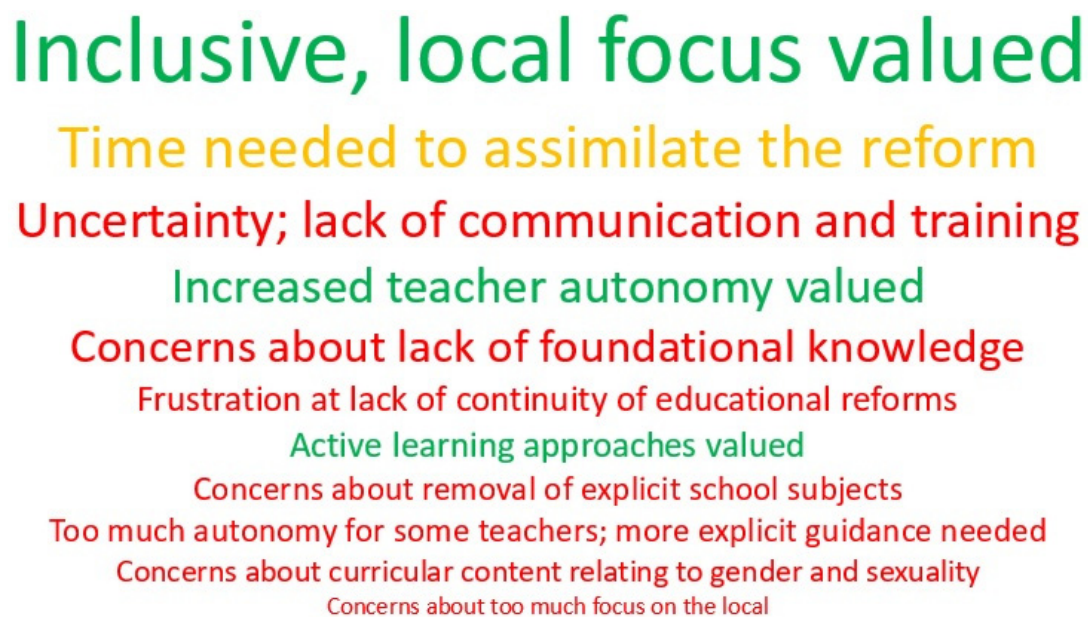 Inclusive, local focus valued
Time needed to assimilate the reform
Uncertainty; lack of communication and training
Increased teacher autonomy valued
Concerns about lack of foundational knowledge
Frustration at lack of continuity of educational reforms
Active learning approaches valued
Concerns about removal of explicit school subjects
Too much autonomy for some teachers; more explicit guidance needed
Concerns about curricular content relating to gender and sexuality
Concerns about too much focus on the local